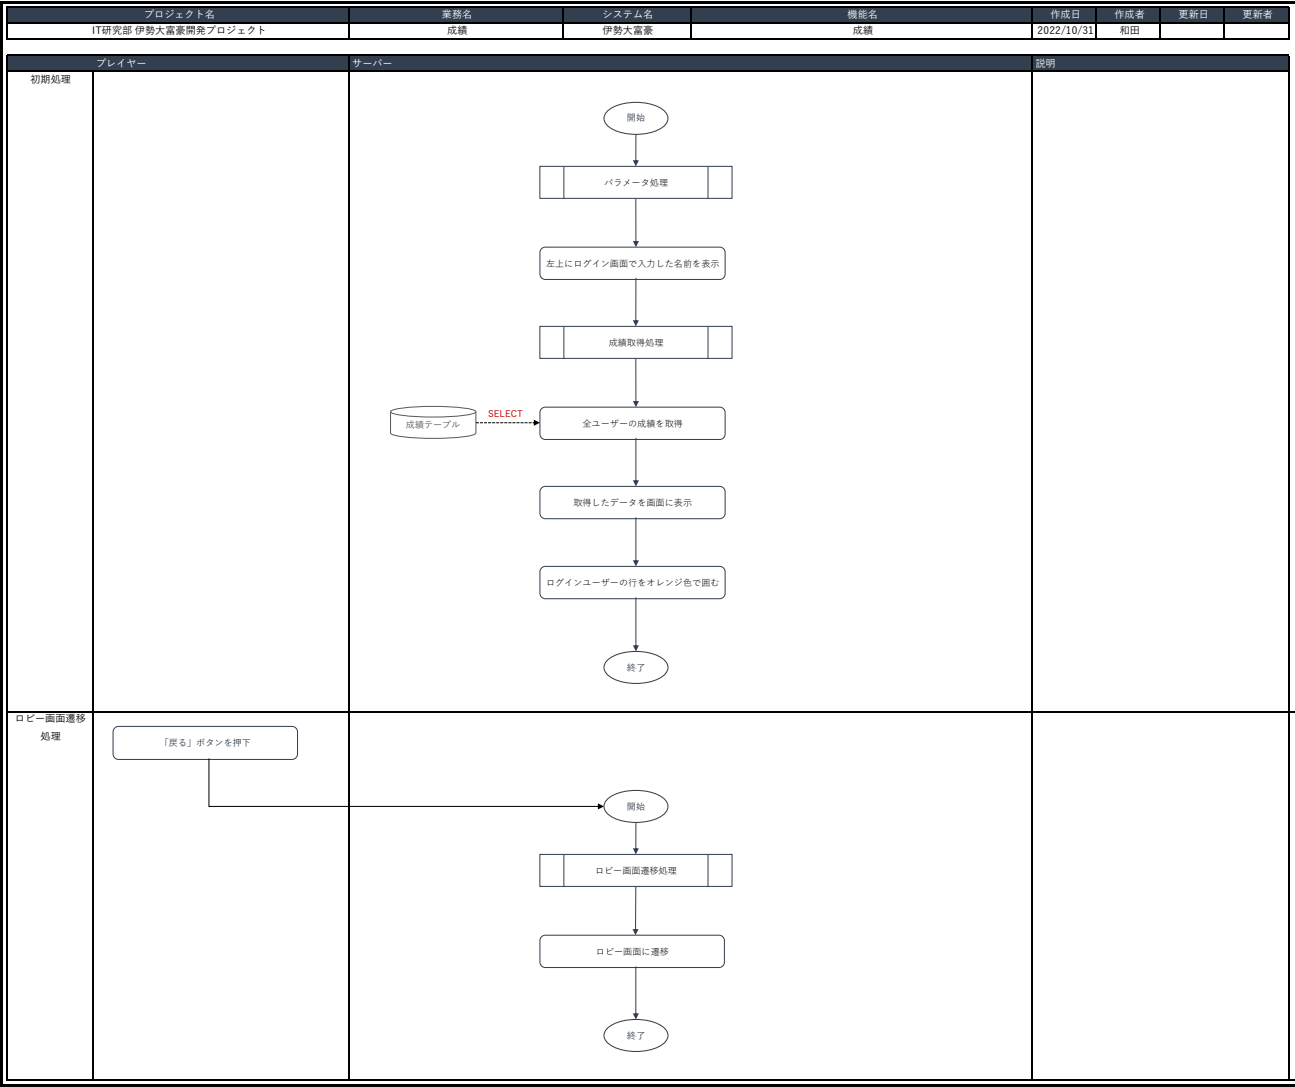 プロジェクト名 業務名 システム名 機能名 作成日 作成者 更新日 更新者
IT研究部 伊勢大富豪開発プロジェクト 成績 伊勢大富豪 成績 2022/10/31 和田
プレイヤー サーバー 説明
初期処理
開始
パラメータ処理
左上にログイン画面で入力した名前を表示
成績取得処理
SELECT
成績テーブル
全ユーザーの成績を取得
取得したデータを画面に表示
ログインユーザーの行をオレンジ色で囲む
終了
ロビー画面遷移
処理
「戻る」ボタンを押下
開始
ロビー画面遷移処理
ロビー画面に遷移
終了